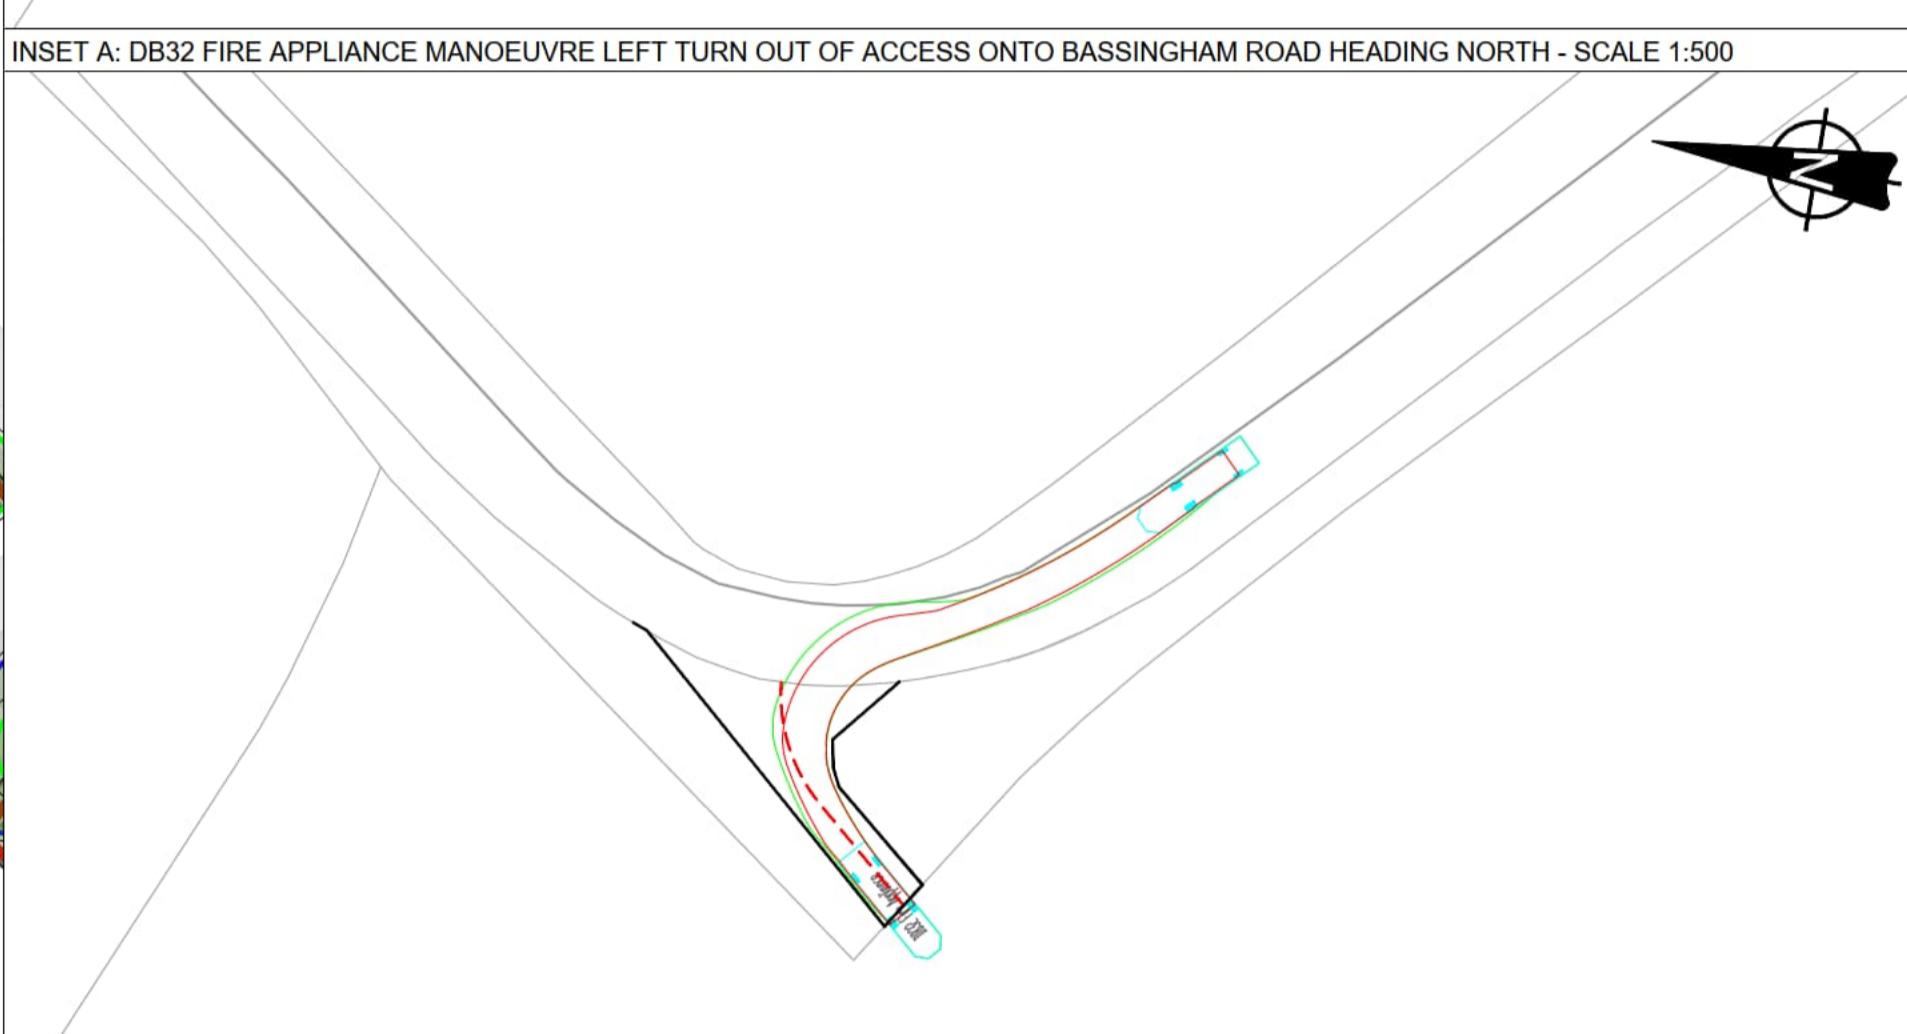 INSET A: DB32 FIRE APPLIANCE MANOEUVRE LEFT TURN OUT OF ACCESS ONTO BASSINGHAM ROAD HEADING NORTH - SCALE 1:500
N